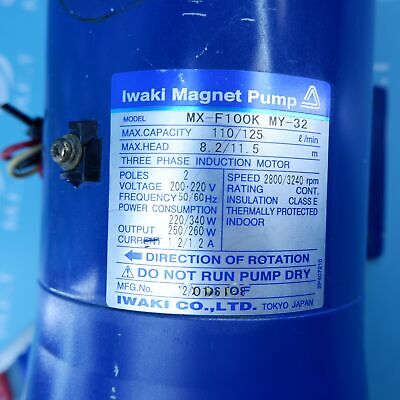 Iwaki Magnet Pump
MODEL MX-F100K MY-32
MAX.CAPACITY 110/125 ℓ/min
MAX.HEAD 8.2/11.5 m
THREE PHASE INDUCTION MOTOR
POLES 2
VOLTAGE 200-220 V
FREQUENCY 50/60 Hz
POWER CONSUMPTION
220/340 W
OUTPUT 250/260 W
CURRENT 1.2/1.2 A
SPEED 2800/3240 rpm
RATING CONT.
INSULATION CLASS E
THERMALLY PROTECTED
INDOOR
DIRECTION OF ROTATION
DO NOT RUN PUMP DRY
MFG.No.
IWAKI CO.,LTD. TOKYO JAPAN